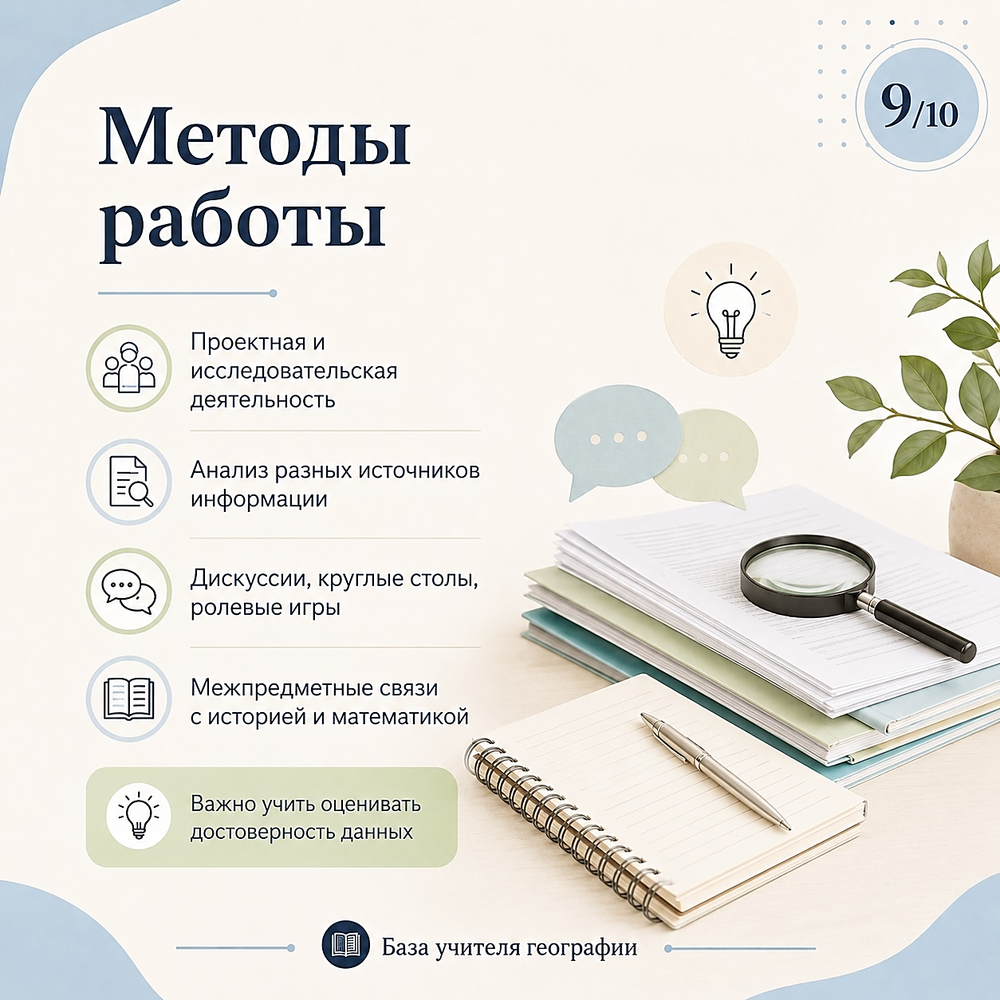 9/10
Методы
работы
Проектная и
исследовательская
деятельность
Анализ разных источников
информации
Дискуссии, круглые столы,
ролевые игры
Межпредметные связи
с историей и математикой
Важно учить оценивать
достоверность данных
База учителя географии